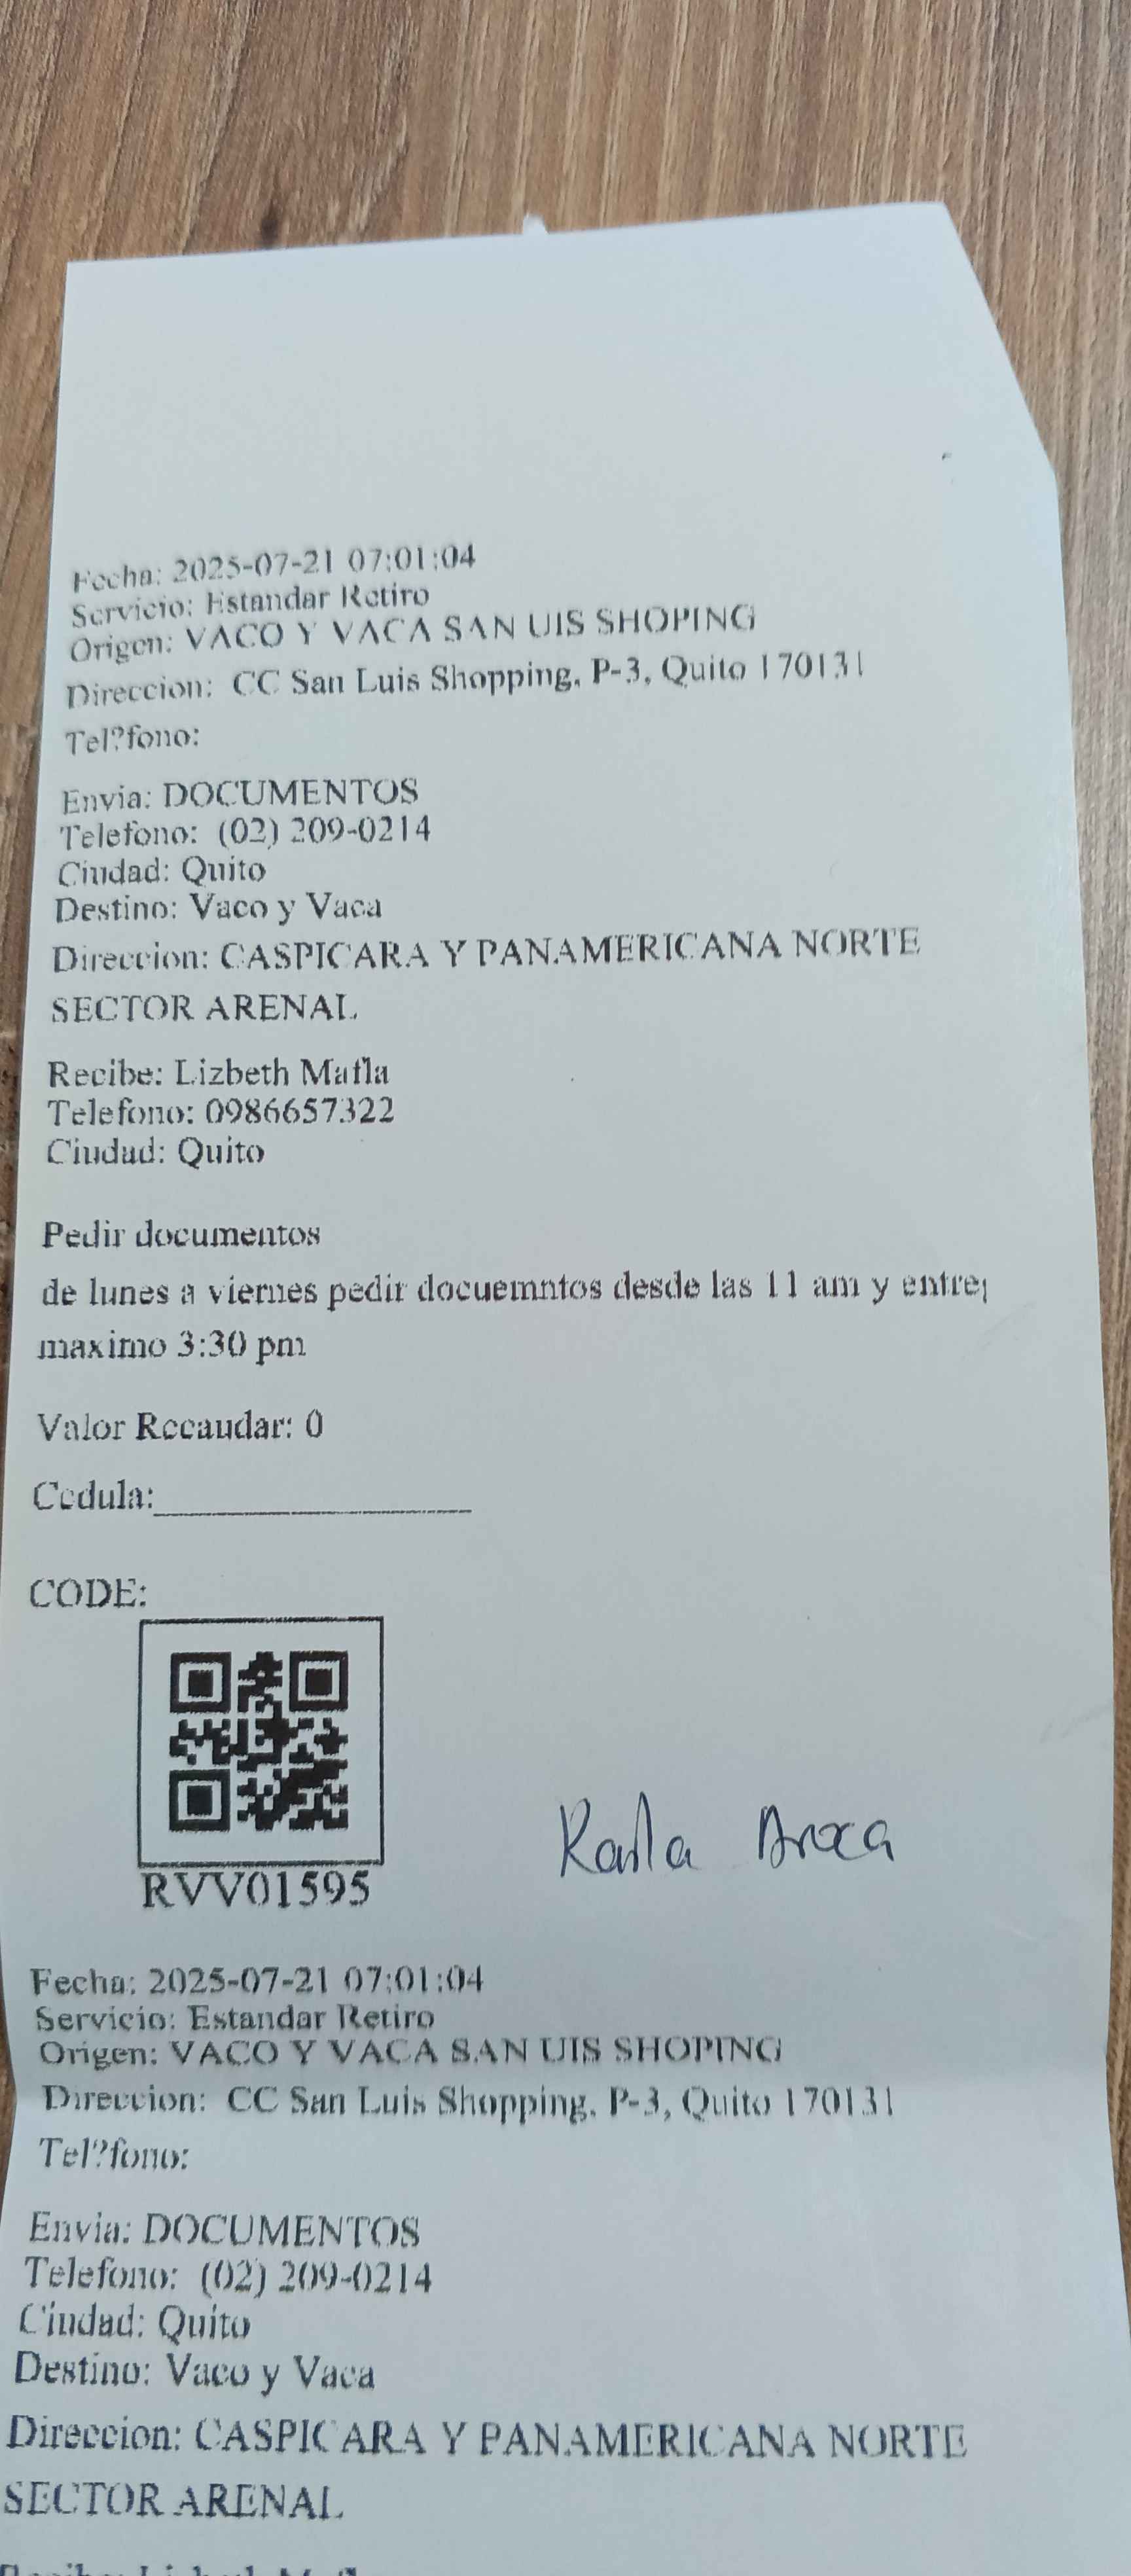 Fecha: 2025-07-21 07:01:04
Servicio: Estandar Retiro
Origen: VACO Y VACA SAN UIS SHOPING
Direccion: CC San Luis Shopping, P-3, Quito 170131
Tel?fono:
Envia: DOCUMENTOS
Telefono: (02) 209-0214
Ciudad: Quito
Destino: Vaco y Vaca
Direccion: CASPICARA Y PANAMERICANA NORTE
SECTOR ARENAL
Recibe: Lizbeth Mafla
Telefono: 0986657322
Ciudad: Quito
Pedir documentos
de lunes a viernes pedir docuemntos desde las 11 am y entre
maximo 3:30 pm
Valor Recaudar: 0
Cedula:
CODE:
Karla
RVV01595
Fecha: 2025-07-21 07:01:04
Servicio: Estandar Retiro
Origen: VACO Y VACA SAN UIS SHOPING
Direccion: CC San Luis Shopping, P-3, Quito 170131
Tel?fono:
Envia: DOCUMENTOS
Telefono: (02) 209-0214
Ciudad: Quito
Destino: Vaco y Vaca
Direccion: CASPICARA Y PANAMERICANA NORTE
SECTOR ARENAL